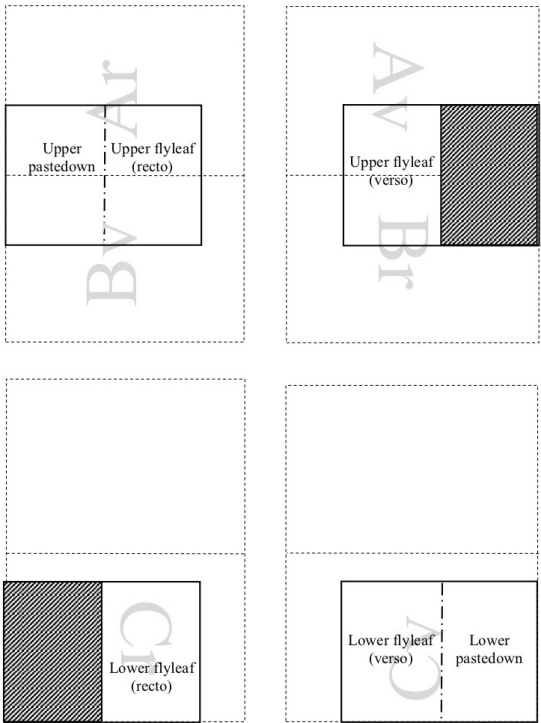 Ar
Bv
Upper
pastedown
Upper flyleaf
(recto)
Av
Br
Upper flyleaf
(verso)
Cr
Lower flyleaf
(recto)
Cv
Lower flyleaf
(verso)
Lower
pastedown